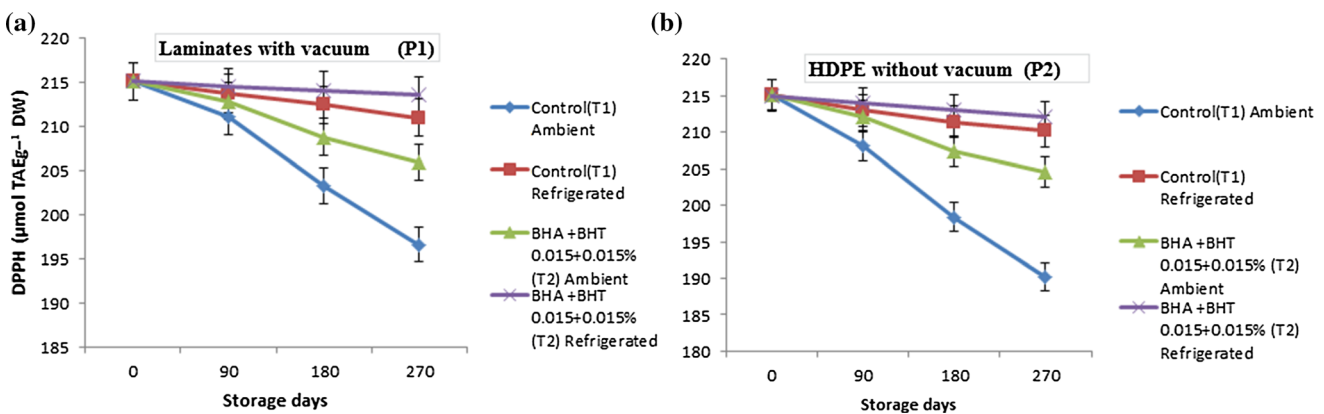 (a)
Laminates with vacuum (P1)
220
215
210
205
200
195
190
185
DPPH (µmol TAEg−¹ DW)
0 90 180 270
Storage days
Control(T1)
Ambient
Control(T1)
Refrigerated
BHA +BHT
0.015+0.015%
(T2) Ambient
BHA +BHT
0.015+0.015%
(T2) Refrigerated
(b)
HDPE without vacuum (P2)
220
215
210
205
200
195
190
185
180
0 90 180 270
Storage days
Control(T1) Ambient
Control(T1)
Refrigerated
BHA +BHT
0.015+0.015% (T2)
Ambient
BHA +BHT
0.015+0.015% (T2)
Refrigerated